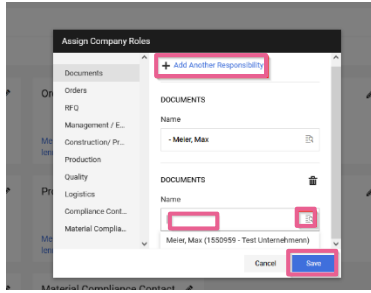 Assign Company Roles
Documents
Orders
RFQ
Management / E...
Construction/ Pr...
Production
Quality
Logistics
Compliance Cont...
Material Complia...
+ Add Another Responsibility
DOCUMENTS
Name
- Meier, Max
DOCUMENTS
Name
Meier, Max (1550959 - Test Unternehmenn)
Cancel
Save
Material Compliance Contact